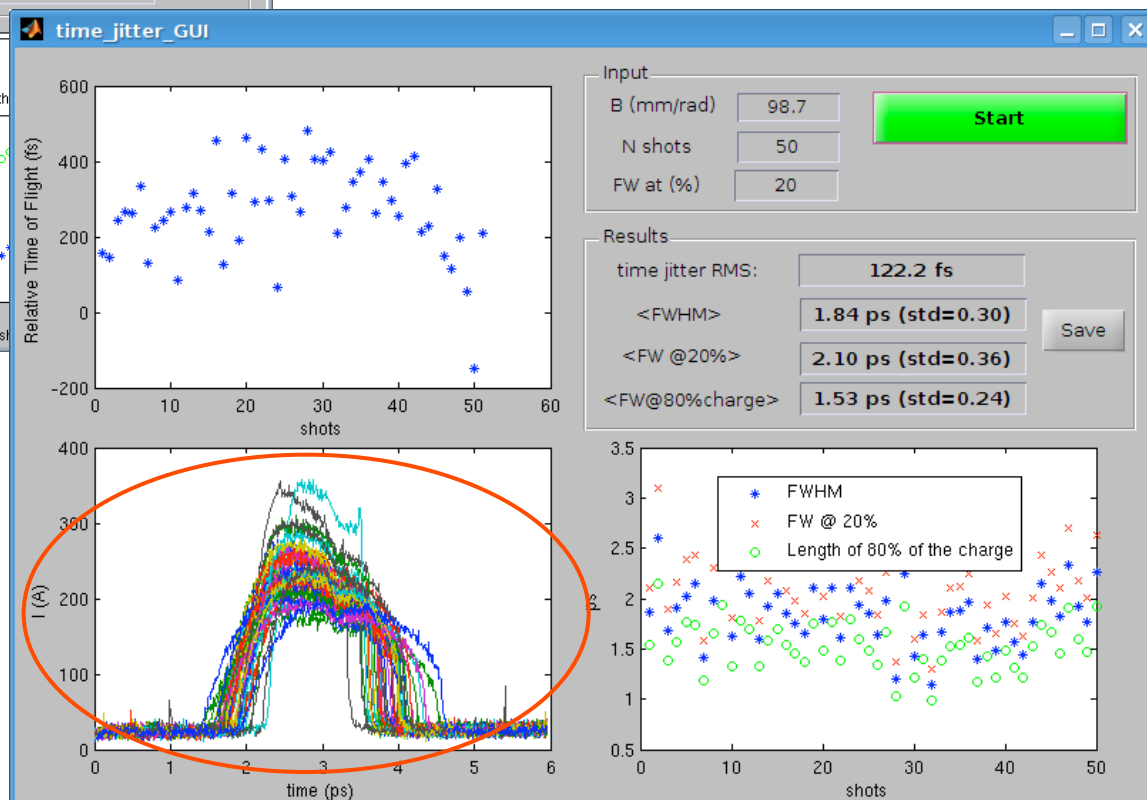 time_jitter_GUI
600
400
200
0
-200
Relative Time of Flight (fs)
0 10 20 30 40 50 60
shots
Input
B (mm/rad) 98.7
N shots 50
FW at (%) 20
Start
Results
time jitter RMS: 122.2 fs
<FWHM> 1.84 ps (std=0.30)
<FW @20%> 2.10 ps (std=0.36)
<FW@80%charge> 1.53 ps (std=0.24)
Save
400
300
200
100
0
I (A)
0 1 2 3 4 5 6
time (ps)
3.5
3
2.5
2
1.5
1
0.5
ps
FWHM
FW @ 20%
Length of 80% of the charge
0 10 20 30 40 50
shots